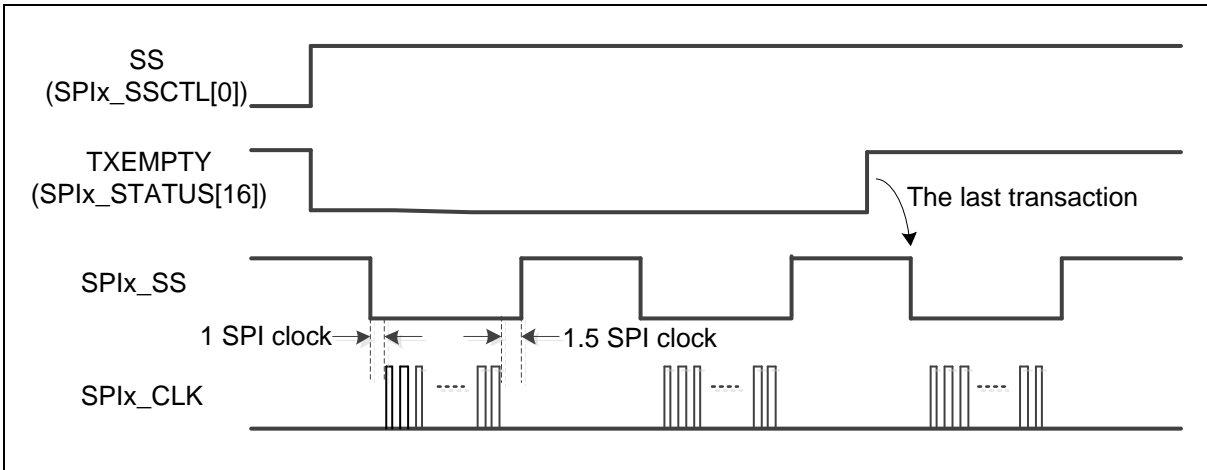 SS
(SPIx_SSCTL[0])
TXEMPTY
(SPIx_STATUS[16])
The last transaction
SPIx_SS
1 SPI clock
1.5 SPI clock
SPIx_CLK